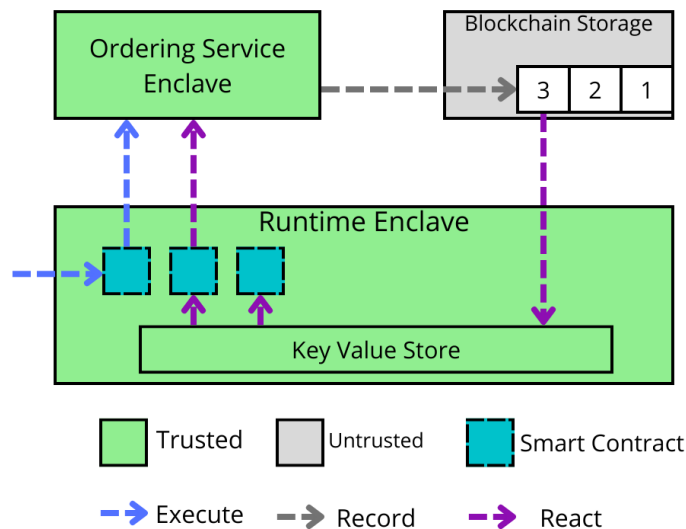 Ordering Service
Enclave
Blockchain Storage
3 2 1
Runtime Enclave
Key Value Store
Trusted
Untrusted
Smart Contract
Execute
Record
React